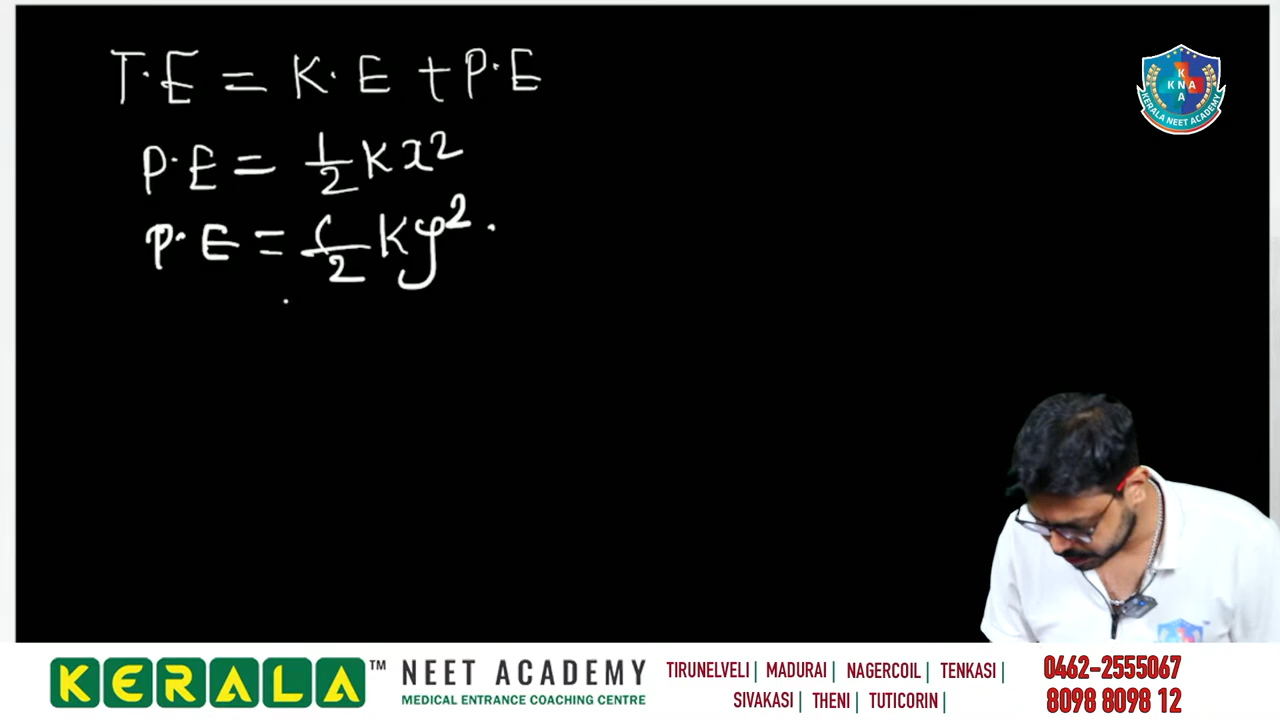 T.E = K.E + P.E
P.E = 1/2 Kx²
P.E = 1/2 Ky².
K
KNA
A
KERALA NEET ACADEMY
KERALA™ NEET ACADEMY
MEDICAL ENTRANCE COACHING CENTRE
TIRUNELVELI | MADURAI | NAGERCOIL | TENKASI |
SIVAKASI | THENI | TUTICORIN |
0462-2555067
8098 8098 12